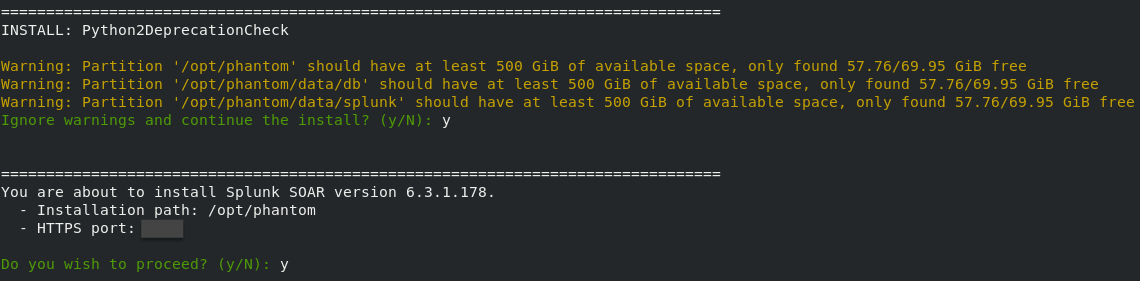 ================================================================================
INSTALL: Python2DeprecationCheck
Warning: Partition '/opt/phantom' should have at least 500 GiB of available space, only found 57.76/69.95 GiB free
Warning: Partition '/opt/phantom/data/db' should have at least 500 GiB of available space, only found 57.76/69.95 GiB free
Warning: Partition '/opt/phantom/data/splunk' should have at least 500 GiB of available space, only found 57.76/69.95 GiB free
Ignore warnings and continue the install? (y/N): y
================================================================================
You are about to install Splunk SOAR version 6.3.1.178.
- Installation path: /opt/phantom
- HTTPS port:
Do you wish to proceed? (y/N): y